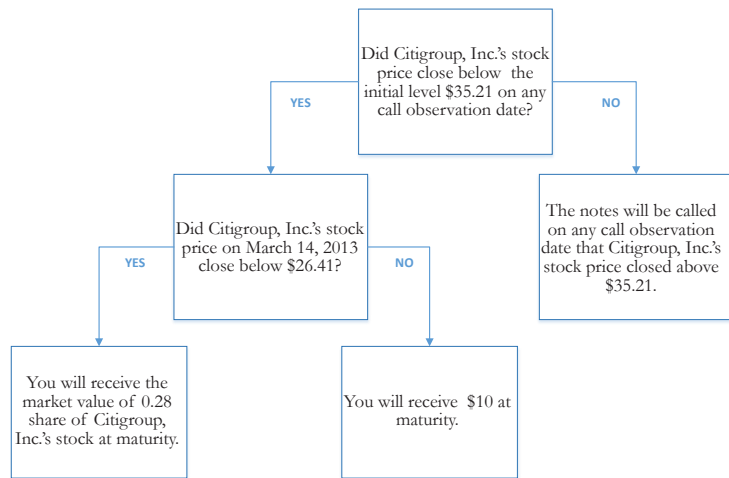 Did Citigroup, Inc.'s stock
price close below the
initial level $35.21 on any
call observation date?
YES
NO
Did Citigroup, Inc.'s stock
price on March 14, 2013
close below $26.41?
The notes will be called
on any call observation
date that Citigroup, Inc.'s
stock price closed above
$35.21.
YES
NO
You will receive the
market value of 0.28
share of Citigroup,
Inc.'s stock at maturity.
You will receive $10 at
maturity.